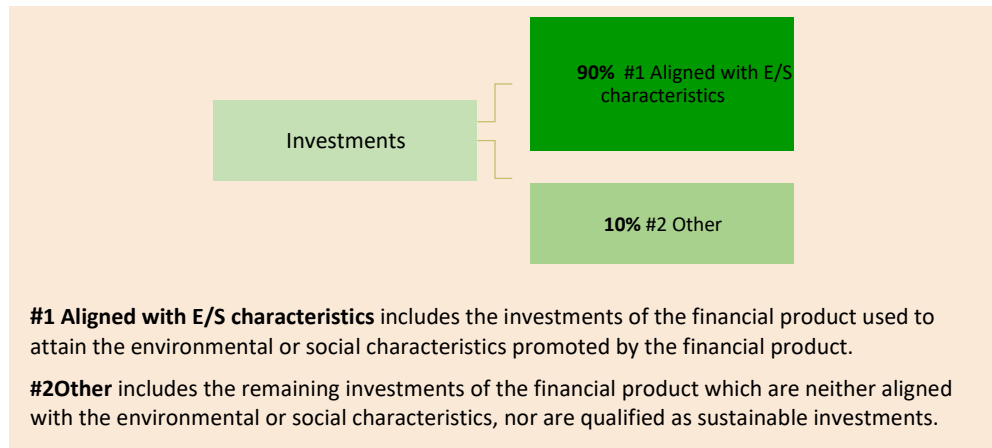 90% #1 Aligned with E/S
characteristics
Investments
10% #2 Other
#1 Aligned with E/S characteristics includes the investments of the financial product used to
attain the environmental or social characteristics promoted by the financial product.
#2Other includes the remaining investments of the financial product which are neither aligned
with the environmental or social characteristics, nor are qualified as sustainable investments.